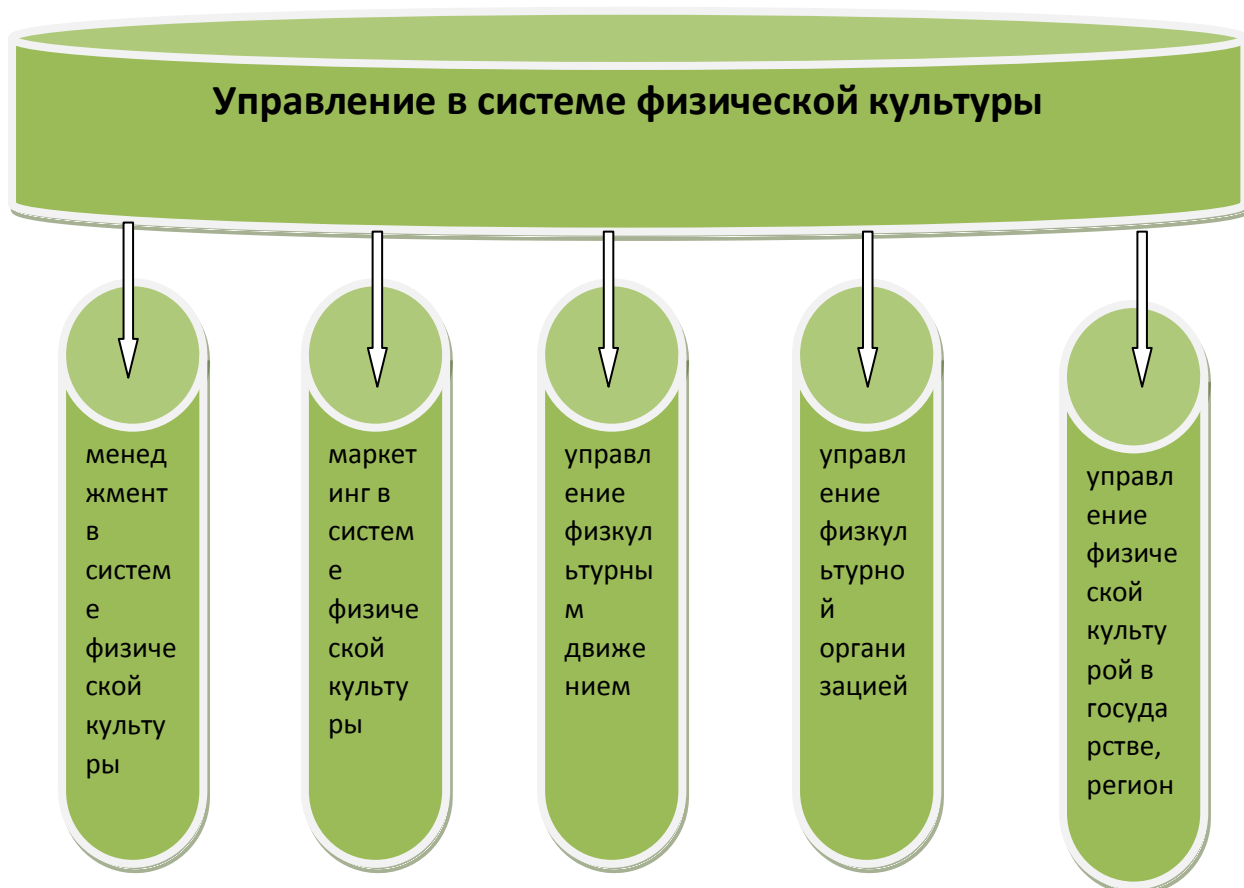 Управление в системе физической культуры
менед
жмент
в
систем
е
физиче
ской
культу
ры
маркет
инг в
систем
е
физиче
ской
культу
ры
управл
ение
физкул
ьтурны
м
движе
нием
управл
ение
физкул
ьтурно
й
органи
зацией
управл
ение
физиче
ской
культу
рой в
госуда
рстве,
регион